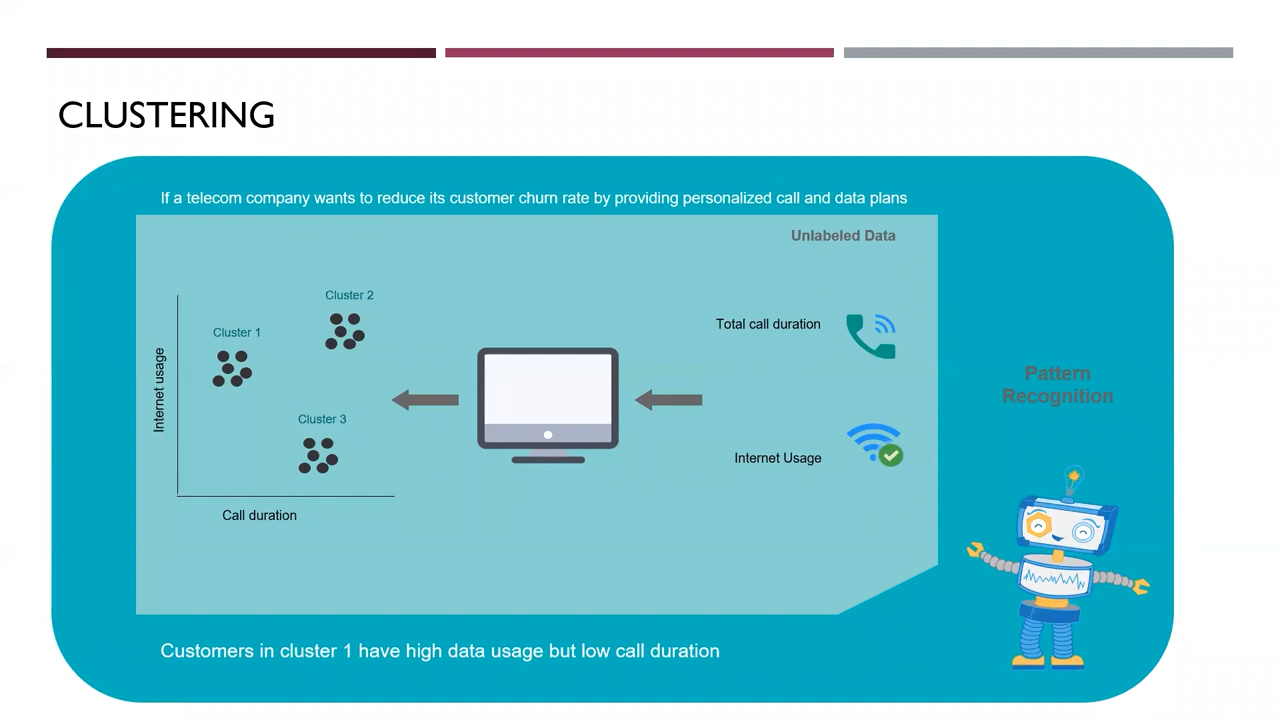 CLUSTERING
If a telecom company wants to reduce its customer churn rate by providing personalized call and data plans
Unlabeled Data
Cluster 2
Cluster 1
Total call duration
Internet usage
Pattern
Recognition
Cluster 3
Internet Usage
Call duration
Customers in cluster 1 have high data usage but low call duration